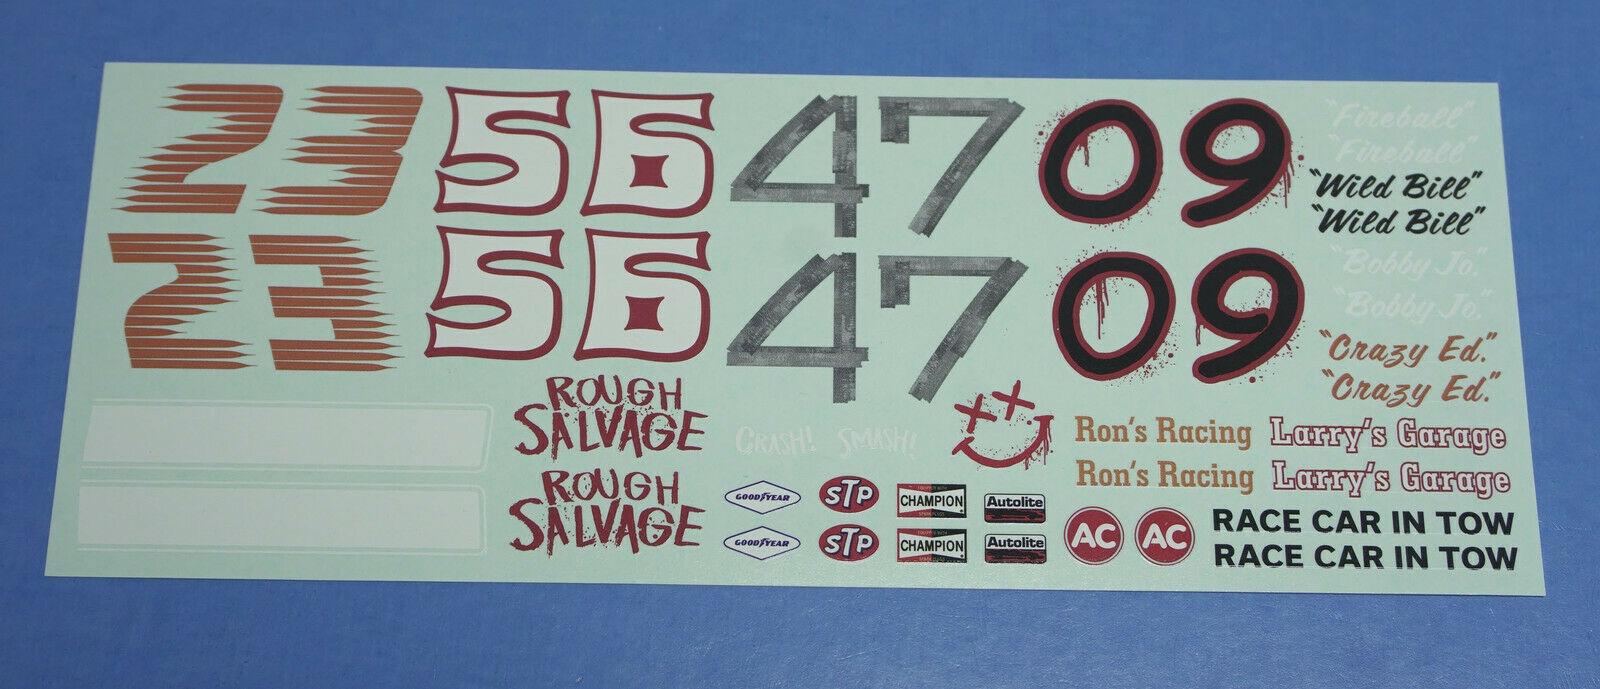 23 56 47 09
"Fireball"
"Fireball"
"Wild Bill"
"Wild Bill"
23 56 47 09
"Bobby Jo."
"Bobby Jo."
"Crazy Ed."
"Crazy Ed."
ROUGH
SALVAGE
CRASH! SMASH!
Ron's Racing Larry's Garage
Ron's Racing Larry's Garage
ROUGH
SALVAGE
GOODYEAR STP CHAMPION Autolite
GOODYEAR STP CHAMPION Autolite
AC AC
RACE CAR IN TOW
RACE CAR IN TOW